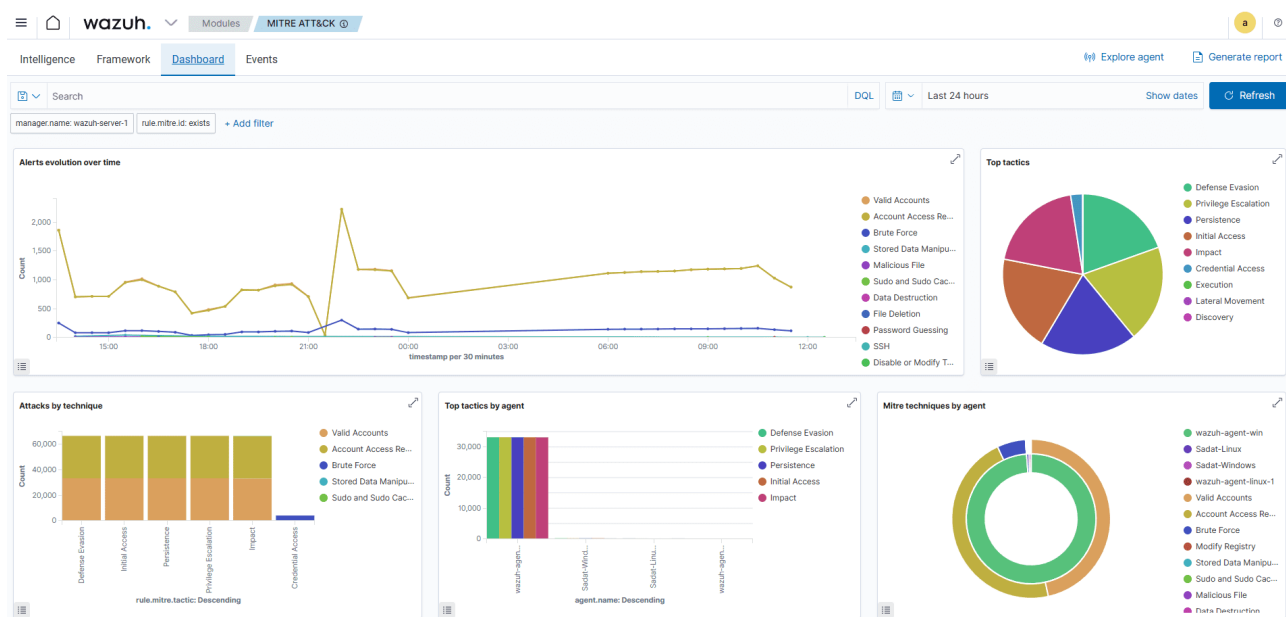 wazuh. Modules MITRE ATT&CK a
Intelligence Framework Dashboard Events Explore agent Generate report
Search DQL Last 24 hours Show dates Refresh
manager.name: wazuh-server-1 rule.mitre.id: exists + Add filter
Alerts evolution over time
Count
2,000
1,500
1,000
500
0
15:00 18:00 21:00 00:00 03:00 06:00 09:00 12:00
timestamp per 30 minutes
Valid Accounts
Account Access Re...
Brute Force
Stored Data Manipu...
Malicious File
Sudo and Sudo Cac...
Data Destruction
File Deletion
Password Guessing
SSH
Disable or Modify T...
Top tactics
Defense Evasion
Privilege Escalation
Persistence
Initial Access
Impact
Credential Access
Execution
Lateral Movement
Discovery
Attacks by technique
Count
60,000
40,000
20,000
0
Defense Evasion
Initial Access
Persistence
Privilege Escalation
Impact
Credential Access
rule.mitre.tactic: Descending
Valid Accounts
Account Access Re...
Brute Force
Stored Data Manipu...
Sudo and Sudo Cac...
Top tactics by agent
Count
30,000
20,000
10,000
0
wazuh-agen...
Sadat-Wind...
Sadat-Linu...
wazuh-agen...
agent.name: Descending
Defense Evasion
Privilege Escalation
Persistence
Initial Access
Impact
Mitre techniques by agent
wazuh-agent-win
Sadat-Linux
Sadat-Windows
wazuh-agent-linux-1
Valid Accounts
Account Access Re...
Brute Force
Modify Registry
Stored Data Manipu...
Sudo and Sudo Cac...
Malicious File
Data Destruction